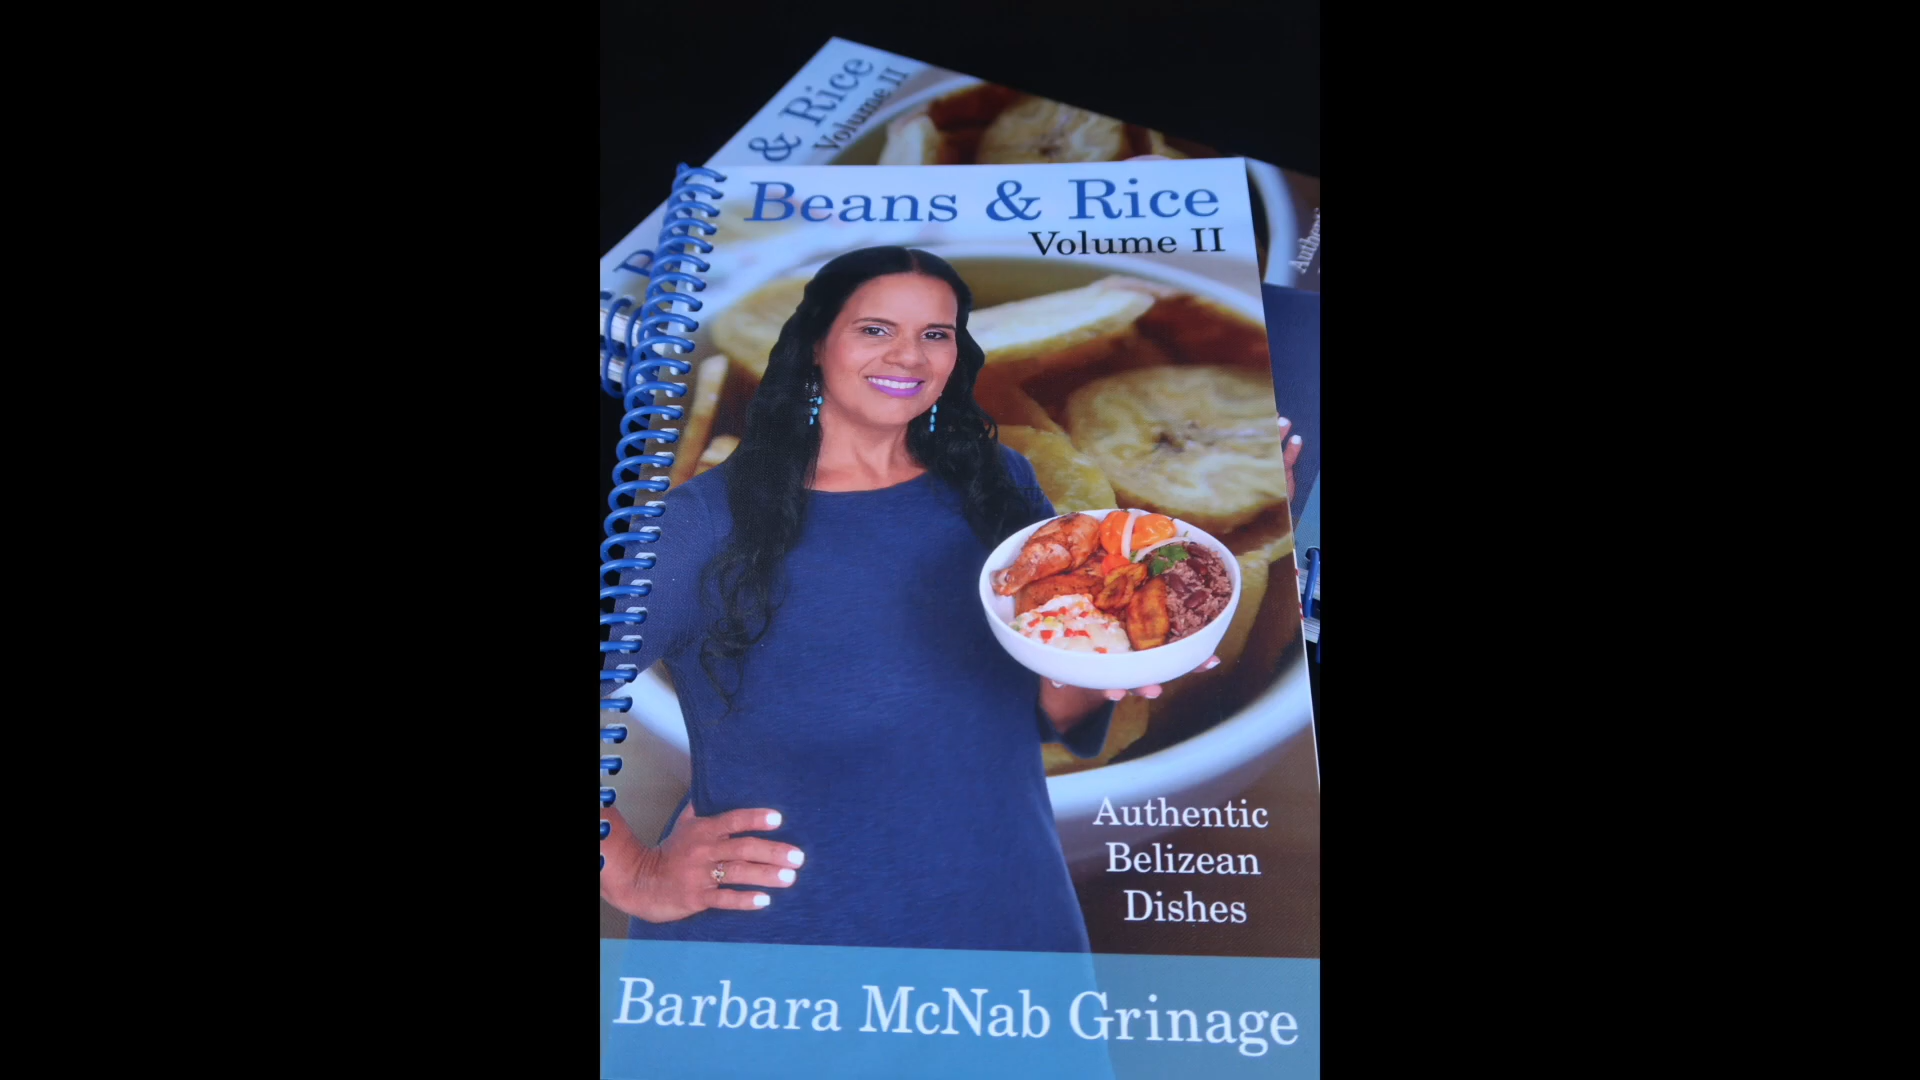 & Rice
Volume II
Beans & Rice
Volume II
Authentic
Belizean
Dishes
Barbara McNab Grinage